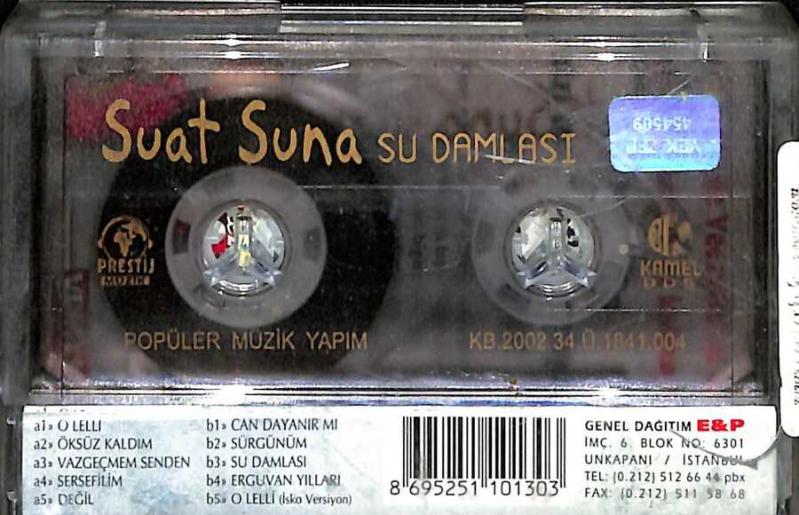 Suat Suna SU DAMLASI
454509
PRESTİJ
MÜZİK
KAMEL
POPÜLER MÜZİK YAPIM
KB.2002.34.Ü.1841.004
a1» O LELLİ
a2» ÖKSÜZ KALDIM
a3» VAZGEÇMEM SENDEN
a4» SERSEFİLİM
a5» DEĞİL
b1» CAN DAYANIR MI
b2» SÜRGÜNÜM
b3» SU DAMLASI
b4» ERGUVAN YILLARI
b5» O LELLİ (İsko Versiyon)
8 695251 101303
GENEL DAĞITIM E&P
İMÇ. 6. BLOK NO: 6301
UNKAPANI / İSTANBUL
TEL: (0.212) 512 66 44 pbx
FAX: (0.212) 511 58 68